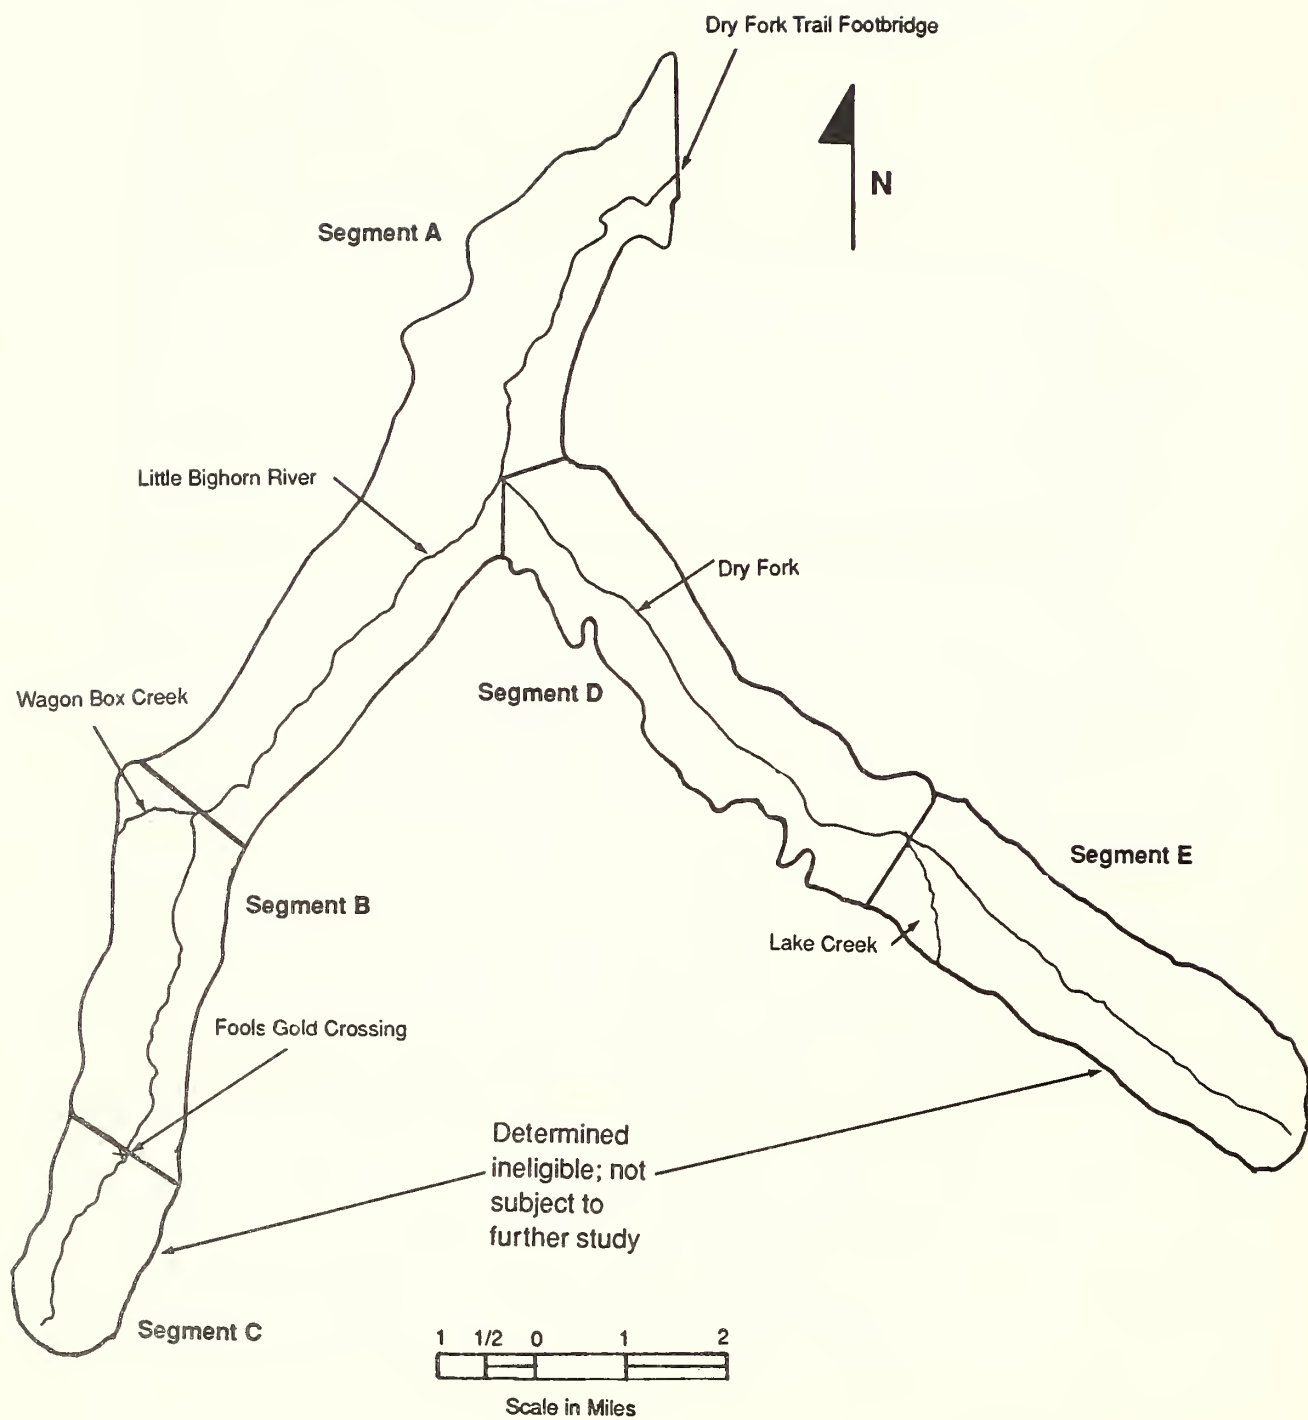 Dry Fork Trail Footbridge
N
Segment A
Little Bighorn River
Dry Fork
Wagon Box Creek
Segment D
Segment E
Segment B
Lake Creek
Fools Gold Crossing
Determined
ineligible; not
subject to
further study
Segment C
1 1/2 0 1 2
Scale in Miles